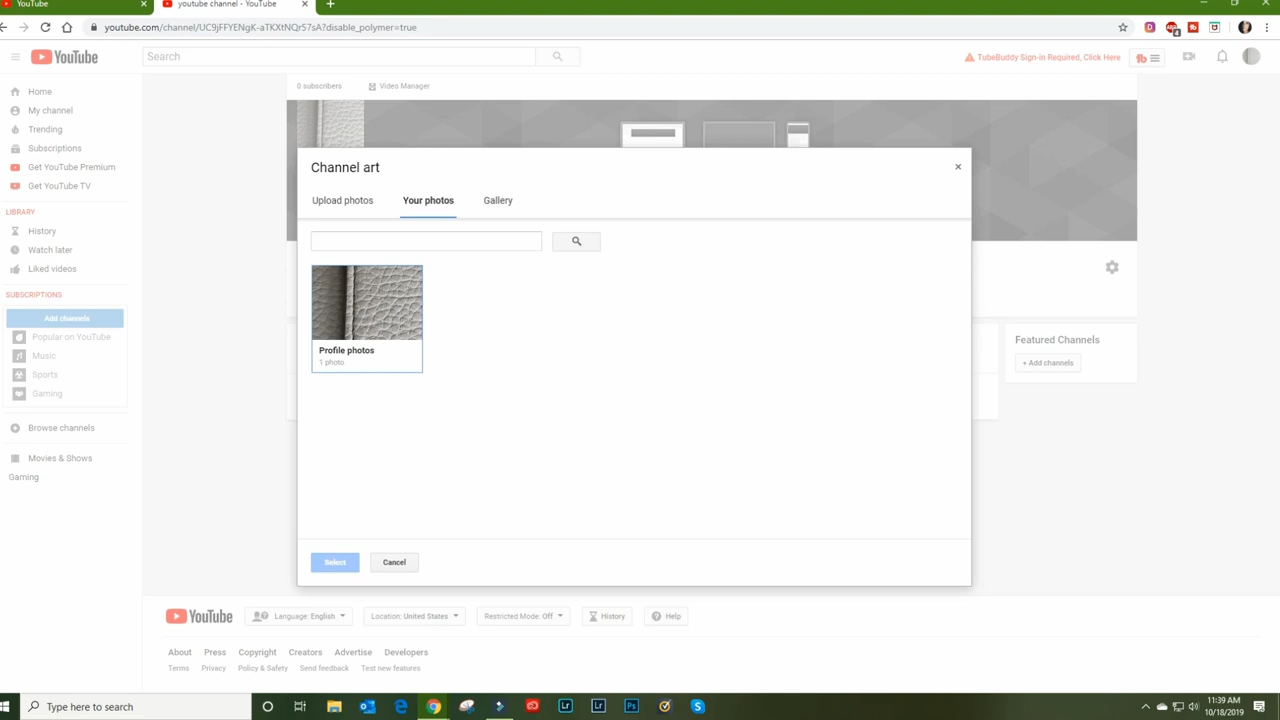 YouTube
youtube channel - YouTube
youtube.com/channel/UC9jFFYENgK-aTKXtNQr57sA?disable_polymer=true
4
YouTube
Search
TubeBuddy Sign-in Required, Click Here
0 subscribers
Video Manager
Home
My channel
Trending
Subscriptions
Get YouTube Premium
Get YouTube TV
LIBRARY
History
Watch later
Liked videos
SUBSCRIPTIONS
Add channels
Popular on YouTube
Music
Sports
Gaming
Browse channels
Movies & Shows
Gaming
Channel art
Upload photos Your photos Gallery
Profile photos
1 photo
Select Cancel
Featured Channels
+ Add channels
YouTube Language: English Location: United States Restricted Mode: Off History Help
About Press Copyright Creators Advertise Developers
Terms Privacy Policy & Safety Send feedback Test new features
Type here to search
Lr Lr Ps
11:39 AM
10/18/2019